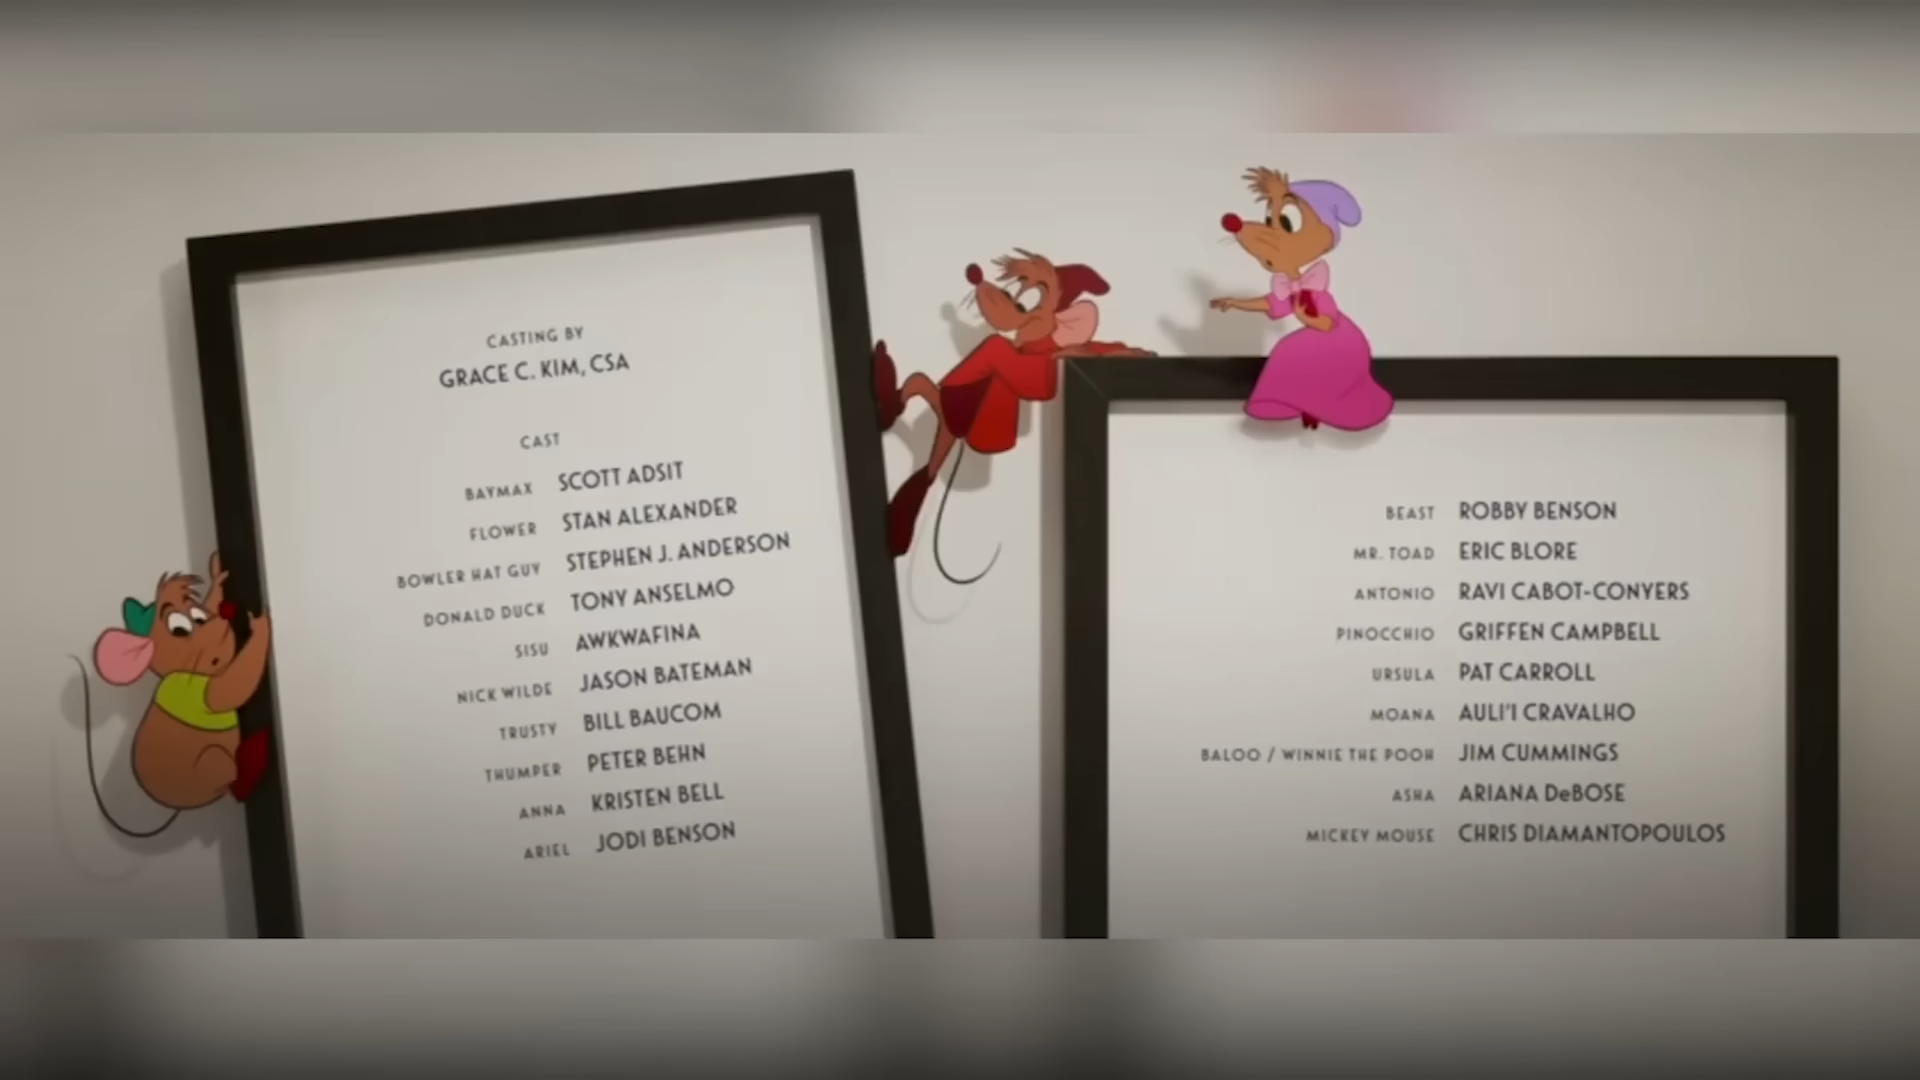 CASTING BY
GRACE C. KIM, CSA
CAST
BAYMAX SCOTT ADSIT
FLOWER STAN ALEXANDER
BOWLER HAT GUY STEPHEN J. ANDERSON
DONALD DUCK TONY ANSELMO
SISU AWKWAFINA
NICK WILDE JASON BATEMAN
TRUSTY BILL BAUCOM
THUMPER PETER BEHN
ANNA KRISTEN BELL
ARIEL JODI BENSON
BEAST ROBBY BENSON
MR. TOAD ERIC BLORE
ANTONIO RAVI CABOT-CONYERS
PINOCCHIO GRIFFEN CAMPBELL
URSULA PAT CARROLL
MOANA AULI'I CRAVALHO
BALOO / WINNIE THE POOH JIM CUMMINGS
ASHA ARIANA DeBOSE
MICKEY MOUSE CHRIS DIAMANTOPOULOS